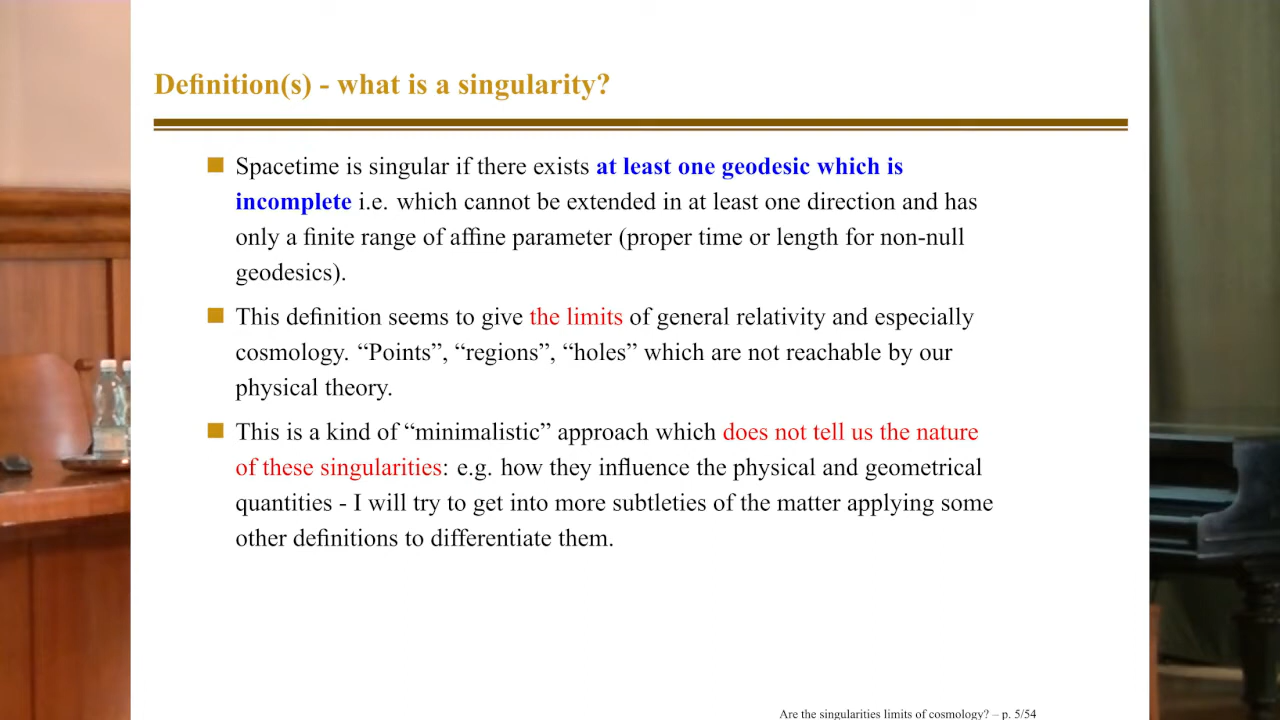 Definition(s) - what is a singularity?
Spacetime is singular if there exists at least one geodesic which is
incomplete i.e. which cannot be extended in at least one direction and has
only a finite range of affine parameter (proper time or length for non-null
geodesics).
This definition seems to give the limits of general relativity and especially
cosmology. “Points”, “regions”, “holes” which are not reachable by our
physical theory.
This is a kind of “minimalistic” approach which does not tell us the nature
of these singularities: e.g. how they influence the physical and geometrical
quantities - I will try to get into more subtleties of the matter applying some
other definitions to differentiate them.
Are the singularities limits of cosmology? – p. 5/54